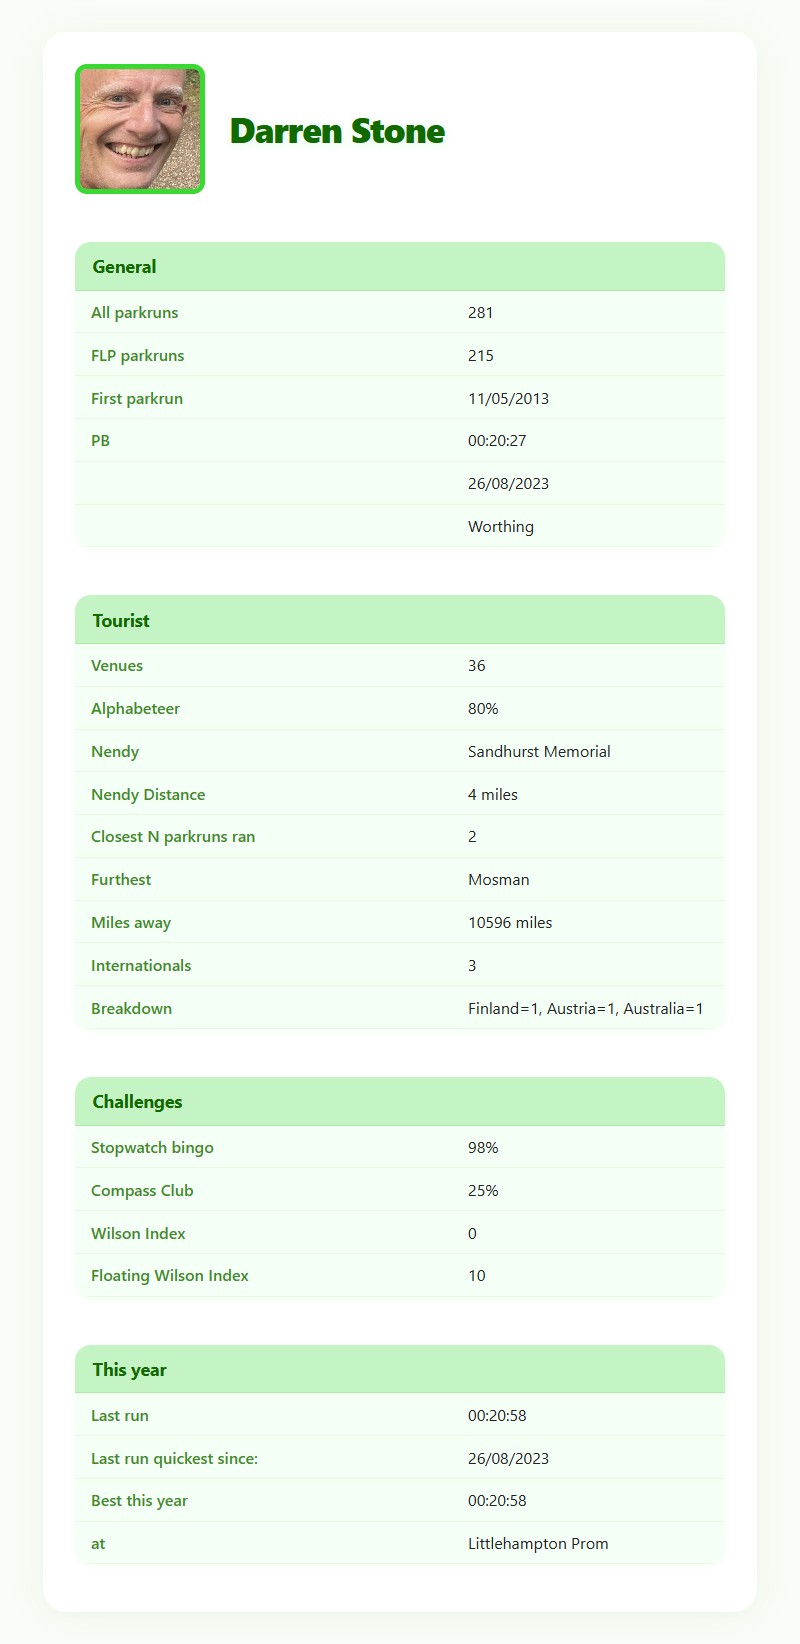 Darren Stone
General
All parkruns 281
FLP parkruns 215
First parkrun 11/05/2013
PB 00:20:27
26/08/2023
Worthing
Tourist
Venues 36
Alphabeteer 80%
Nendy Sandhurst Memorial
Nendy Distance 4 miles
Closest N parkruns ran 2
Furthest Mosman
Miles away 10596 miles
Internationals 3
Breakdown Finland=1, Austria=1, Australia=1
Challenges
Stopwatch bingo 98%
Compass Club 25%
Wilson Index 0
Floating Wilson Index 10
This year
Last run 00:20:58
Last run quickest since: 26/08/2023
Best this year 00:20:58
at Littlehampton Prom